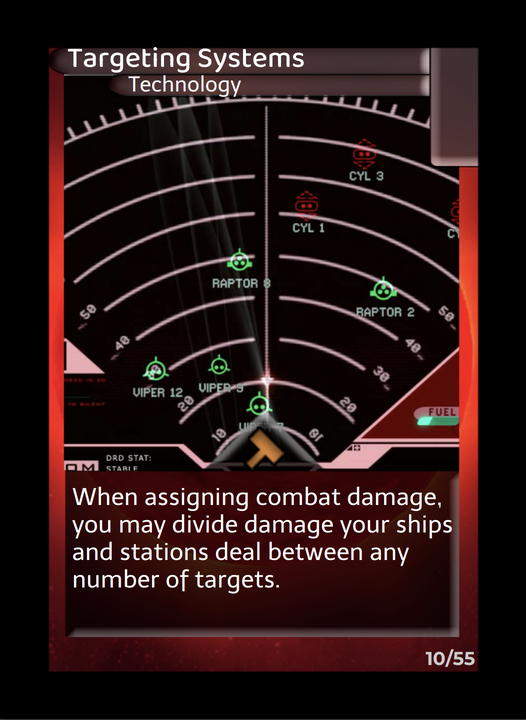 Targeting Systems
Technology
CYL 3
CYL 1
RAPTOR 8
RAPTOR 2
50
50
40
40
30
VIPER 12
VIPER 3
20
20
10
10
FUEL
DRD STAT:
STABLE
When assigning combat damage,
you may divide damage your ships
and stations deal between any
number of targets.
10/55